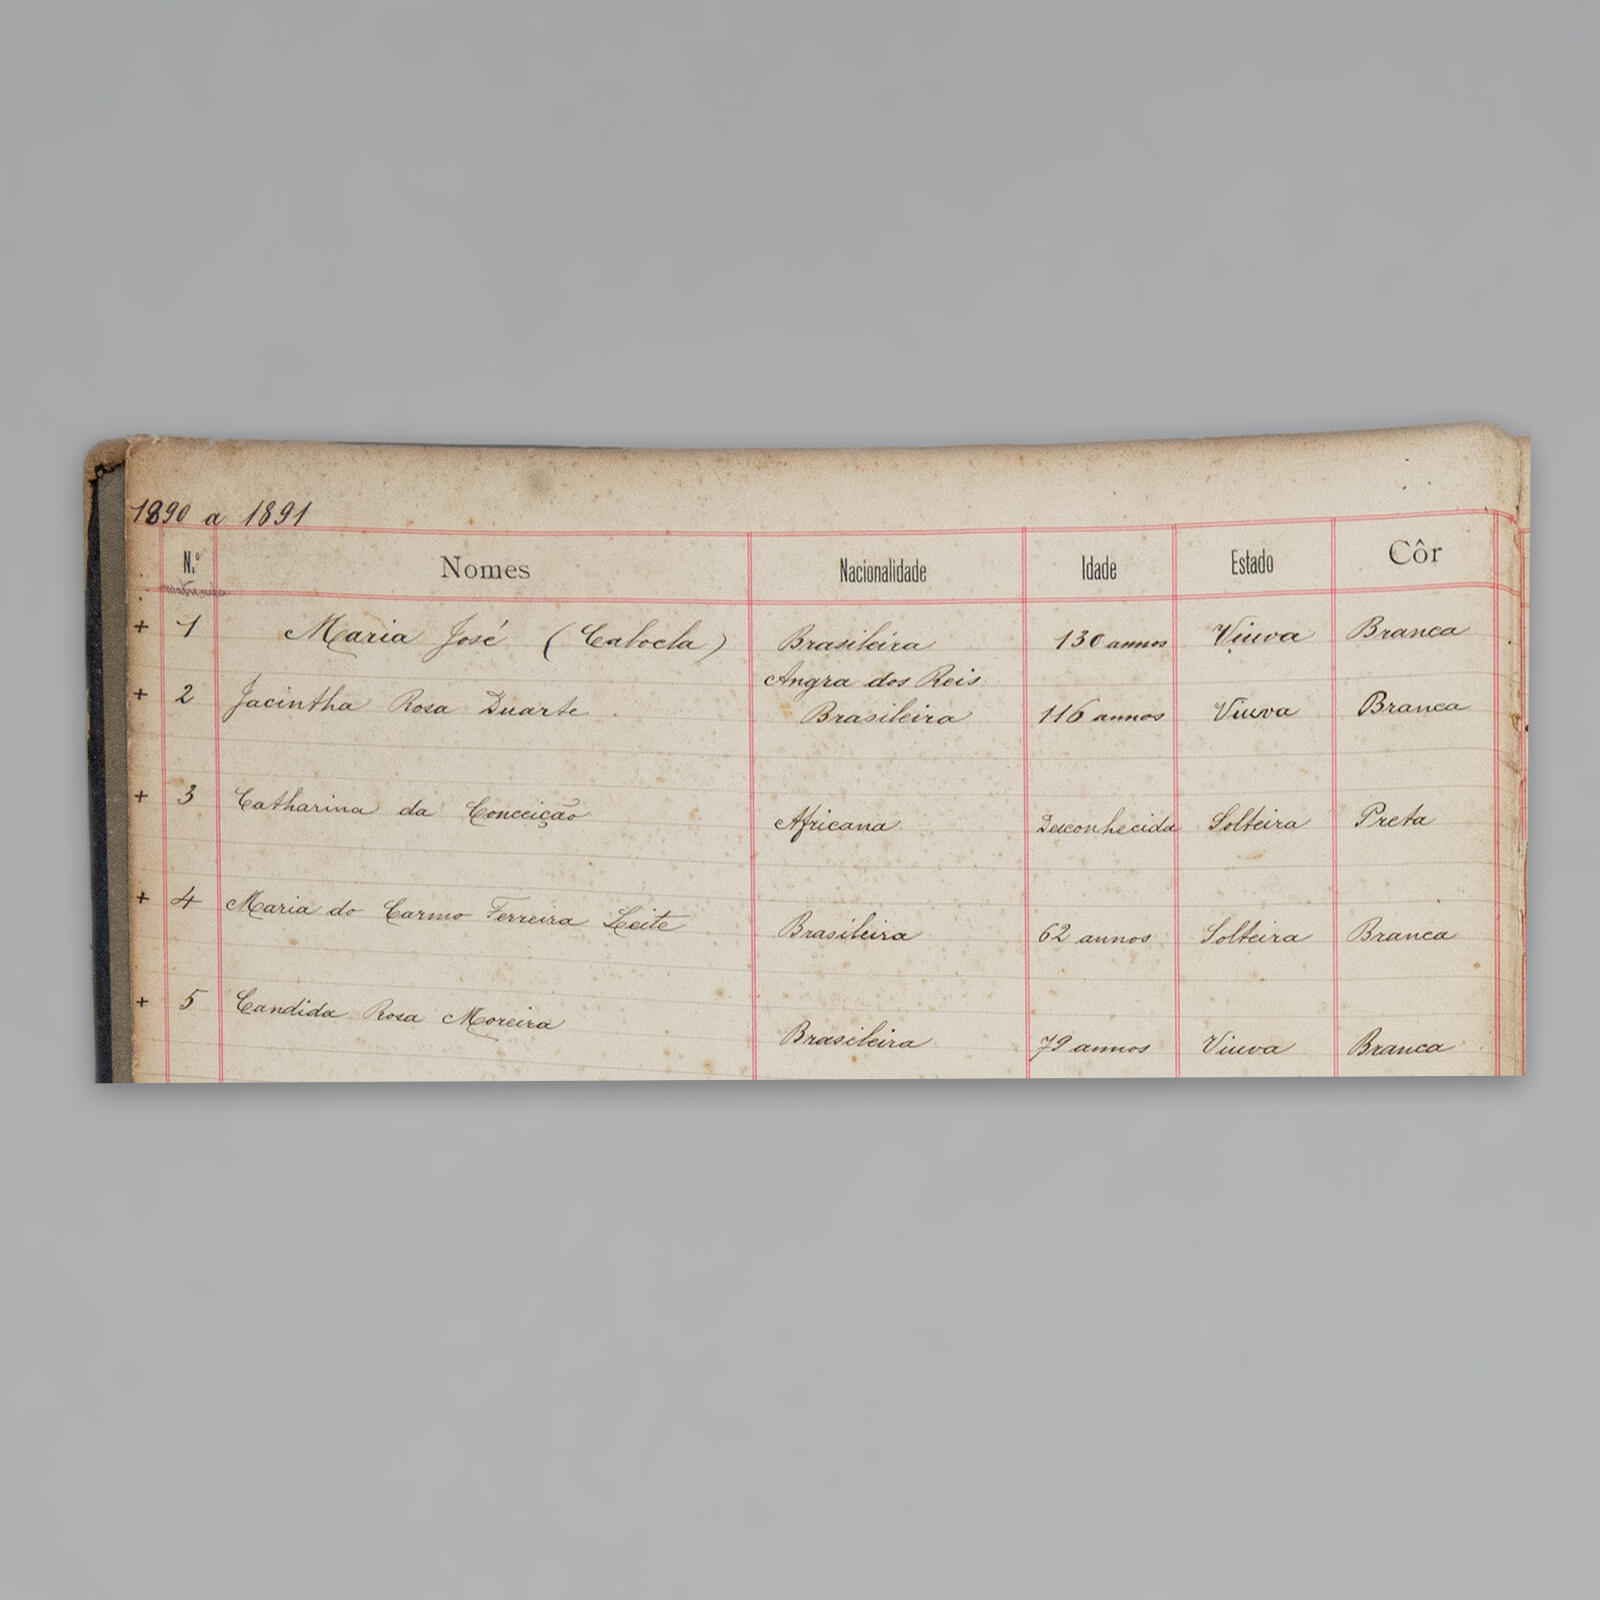 1890 a 1891
N.º Nomes Nacionalidade Idade Estado Côr
matricula
+ 1 Maria José (Cabocla) Brasileira 130 annos Viuva Branca
Angra dos Reis
+ 2 Jacintha Rosa Duarte Brasileira 116 annos Viuva Branca
+ 3 Catharina da Conceição Africana Desconhecida Solteira Preta
+ 4 Maria do Carmo Ferreira Leite Brasileira 62 annos Solteira Branca
+ 5 Candida Rosa Moreira Brasileira 79 annos Viuva Branca